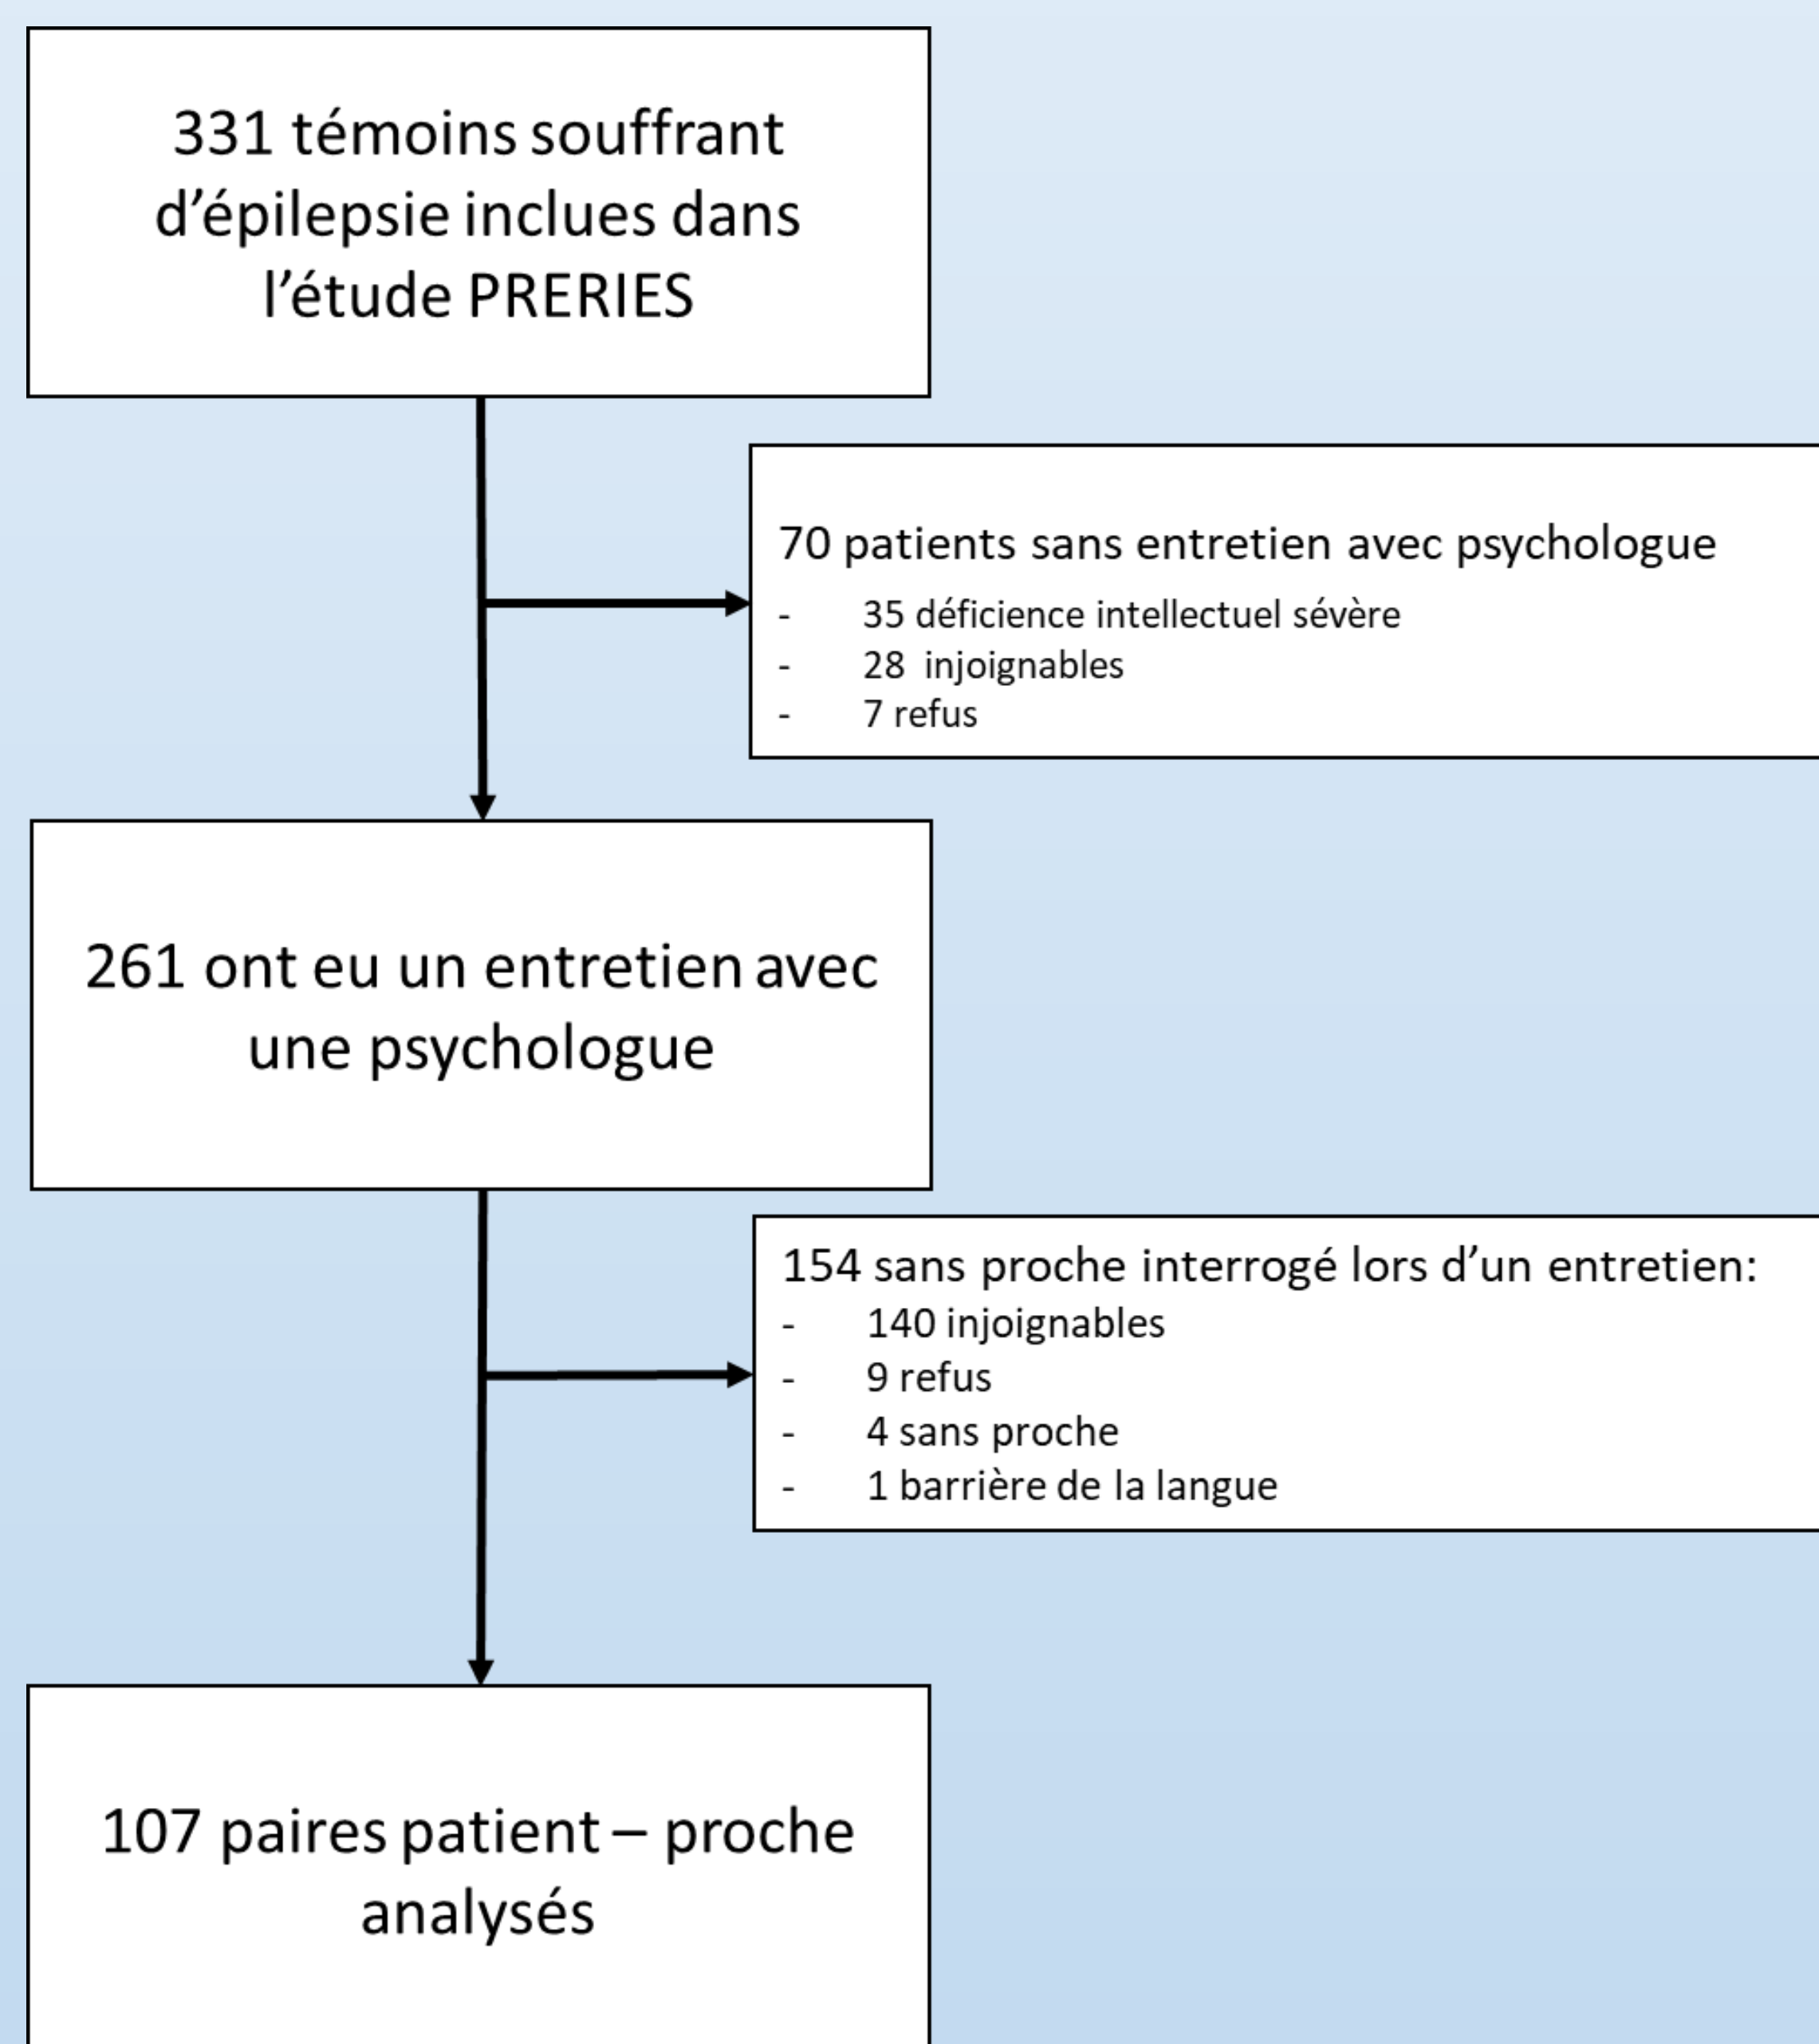 331 témoins souffrant
d’épilepsie inclues dans
l’étude PRERIES
70 patients sans entretien avec psychologue
- 35 déficience intellectuel sévère
- 28 injoignables
- 7 refus
261 ont eu un entretien avec
une psychologue
154 sans proche interrogé lors d’un entretien:
- 140 injoignables
- 9 refus
- 4 sans proche
- 1 barrière de la langue
107 paires patient – proche
analysés